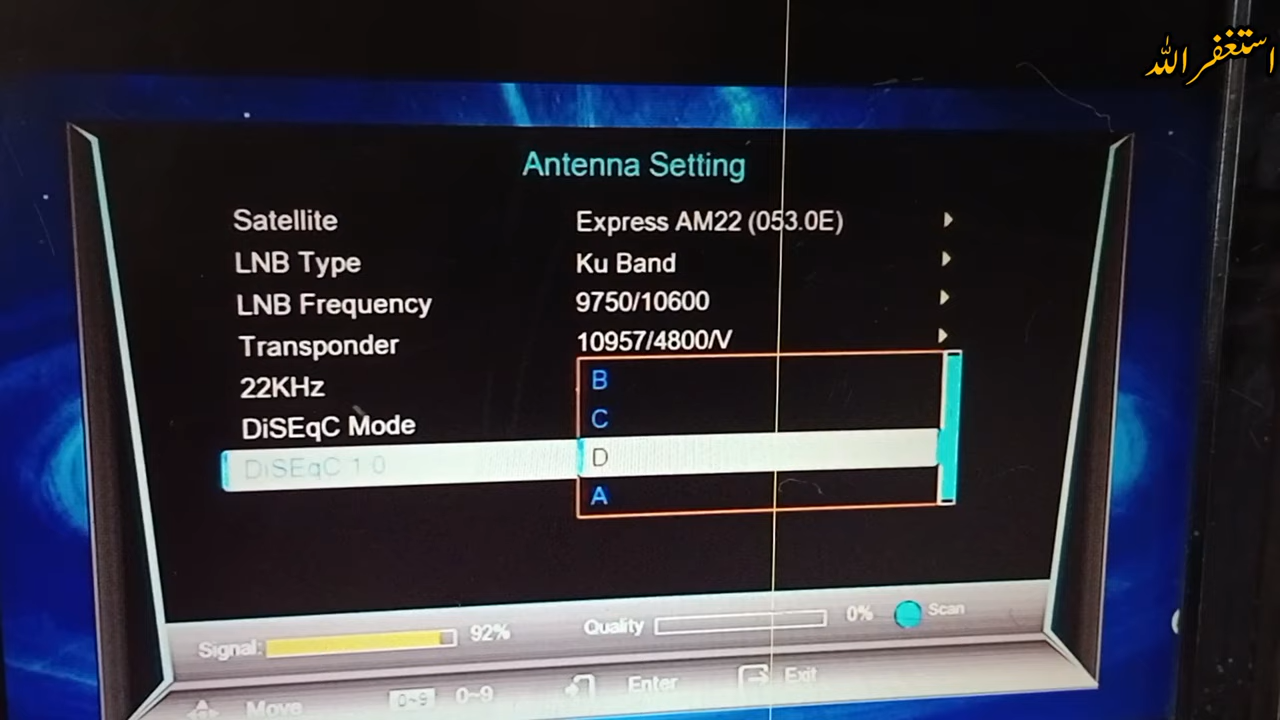 استغفر الله
Antenna Setting
Satellite Express AM22 (053.0E)
LNB Type Ku Band
LNB Frequency 9750/10600
Transponder 10957/4800/V
22KHz
B
DiSEqC Mode
C
DiSEqC 1.0
D
A
Signal: 92% Quality 0% Scan
Move 0~9 0~9 Enter Exit